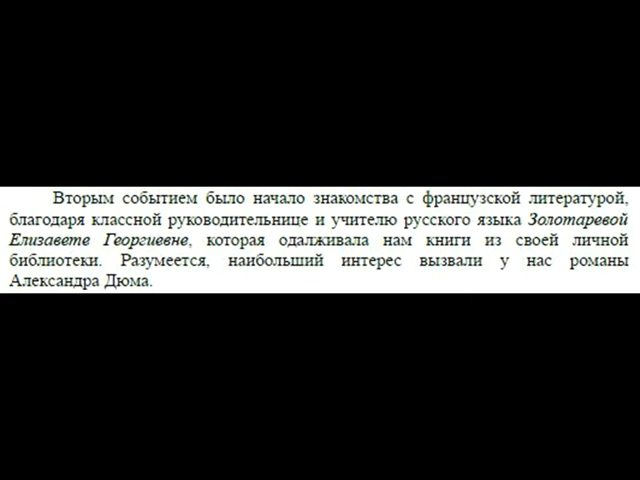 Вторым событием было начало знакомства с французской литературой,
благодаря классной руководительнице и учителю русского языка Золотаревой
Елизавете Георгиевне, которая одалживала нам книги из своей личной
библиотеки. Разумеется, наибольший интерес вызвали у нас романы
Александра Дюма.